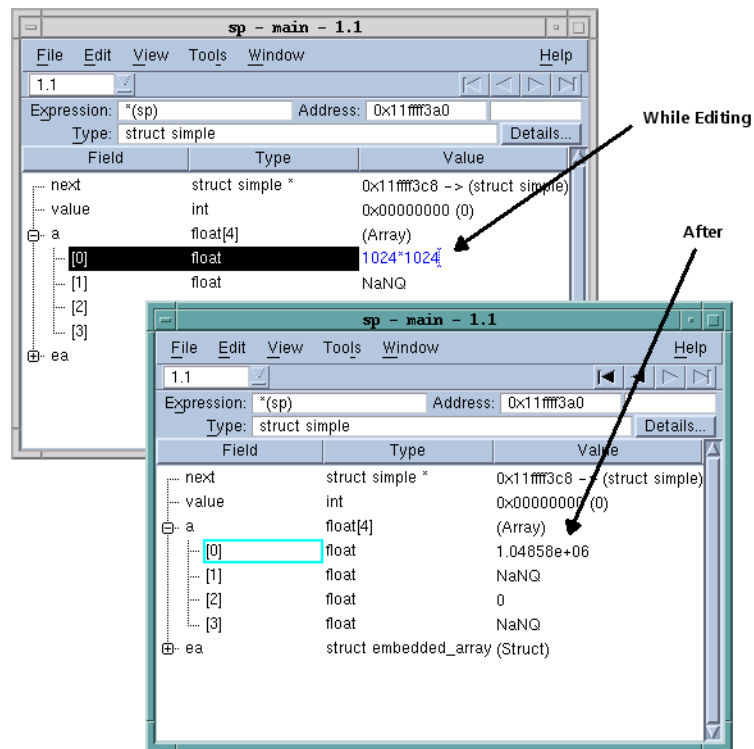 sp - main - 1.1
File Edit View Tools Window Help
1.1
Expression: *(sp) Address: 0x11ffff3a0
Type: struct simple Details...
Field Type Value
next struct simple * 0x11ffff3c8 -> (struct simple)
value int 0x00000000 (0)
a float[4] (Array)
[0] float 1024*1024
[1] float NaNQ
[2]
[3]
ea
While Editing
After
sp - main - 1.1
File Edit View Tools Window Help
1.1
Expression: *(sp) Address: 0x11ffff3a0
Type: struct simple Details...
Field Type Value
next struct simple * 0x11ffff3c8 -> (struct simple)
value int 0x00000000 (0)
a float[4] (Array)
[0] float 1.04858e+06
[1] float NaNQ
[2] float 0
[3] float NaNQ
ea struct embedded_array (Struct)